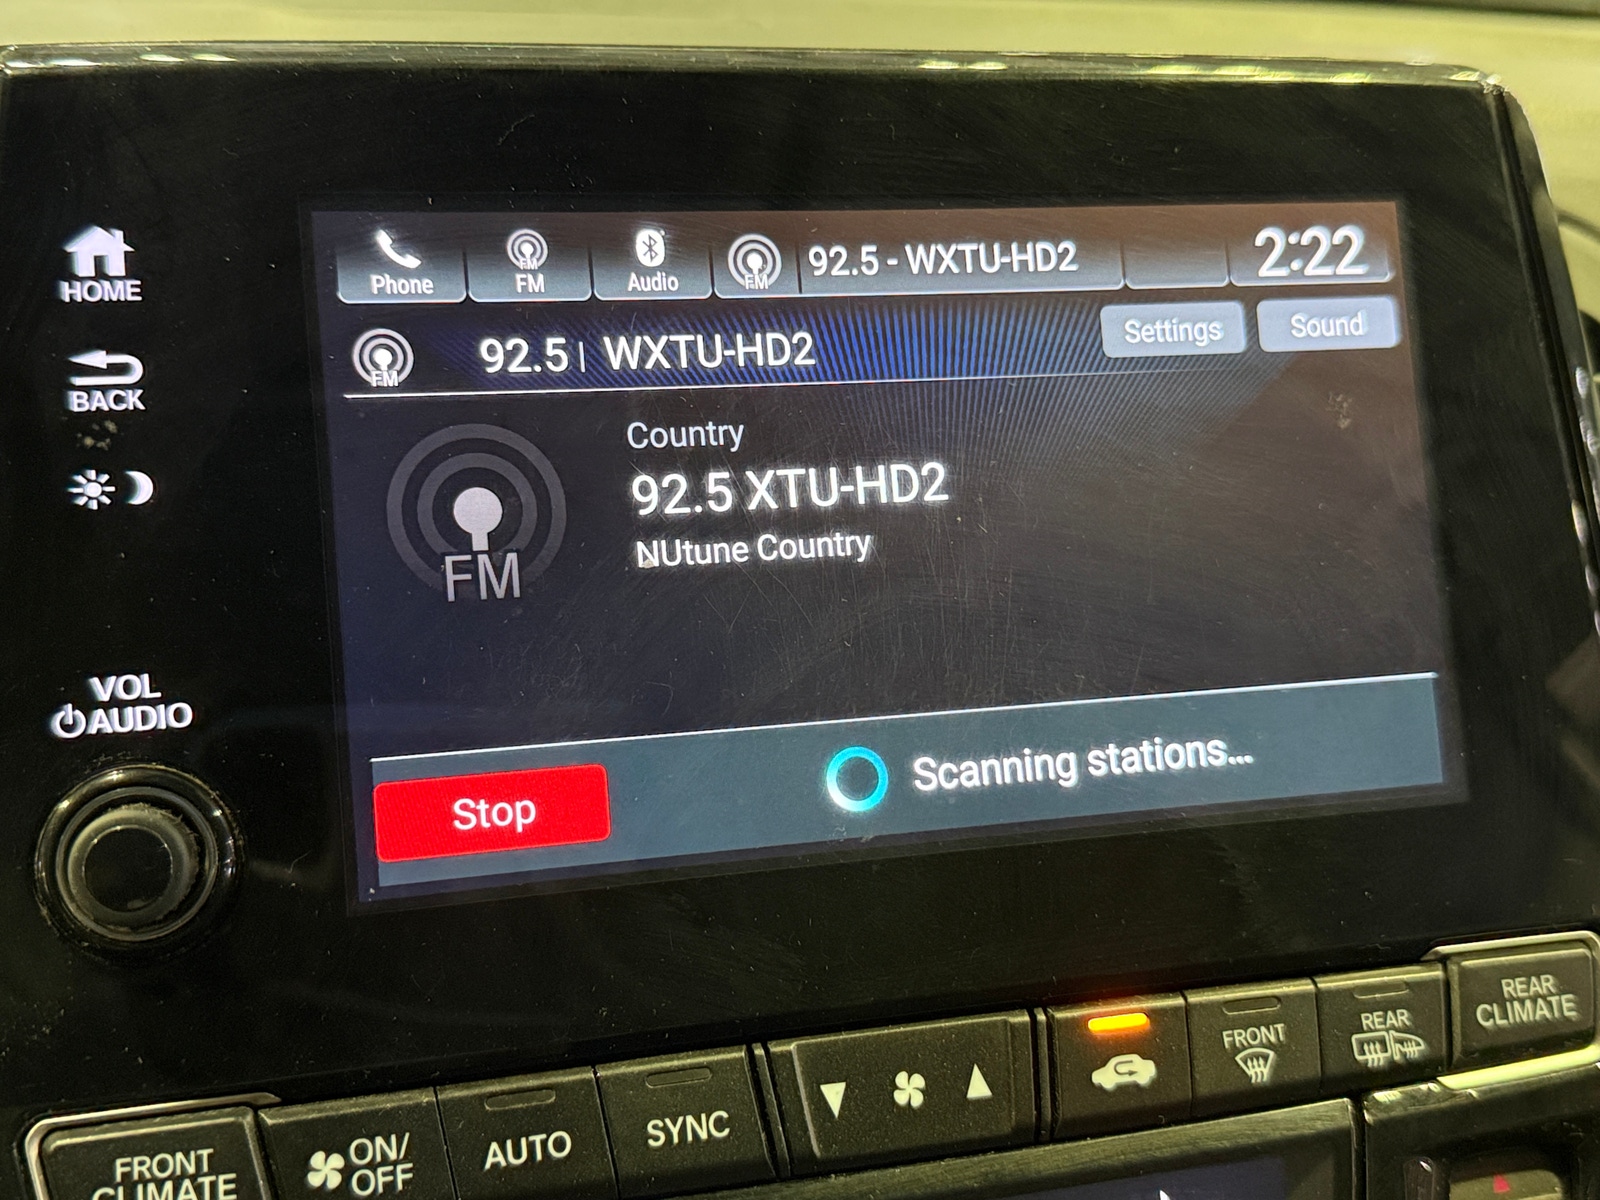 HOME
BACK
VOL
AUDIO
Phone
FM
FM
Audio
FM
92.5 - WXTU-HD2
2:22
FM
92.5 | WXTU-HD2
Settings
Sound
FM
Country
92.5 XTU-HD2
NUtune Country
Stop
Scanning stations...
FRONT
CLIMATE
ON/
OFF
AUTO
SYNC
FRONT
REAR
REAR
CLIMATE